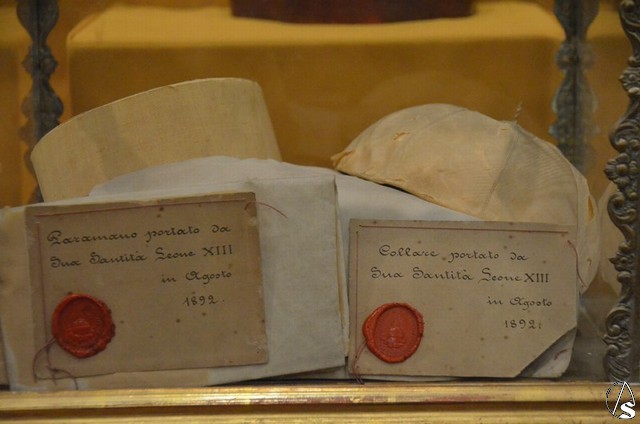 Paramano portato da
Sua Santità Leone XIII
in Agosto
1892.
Collare portato da
Sua Santità Leone XIII
in Agosto
1892.